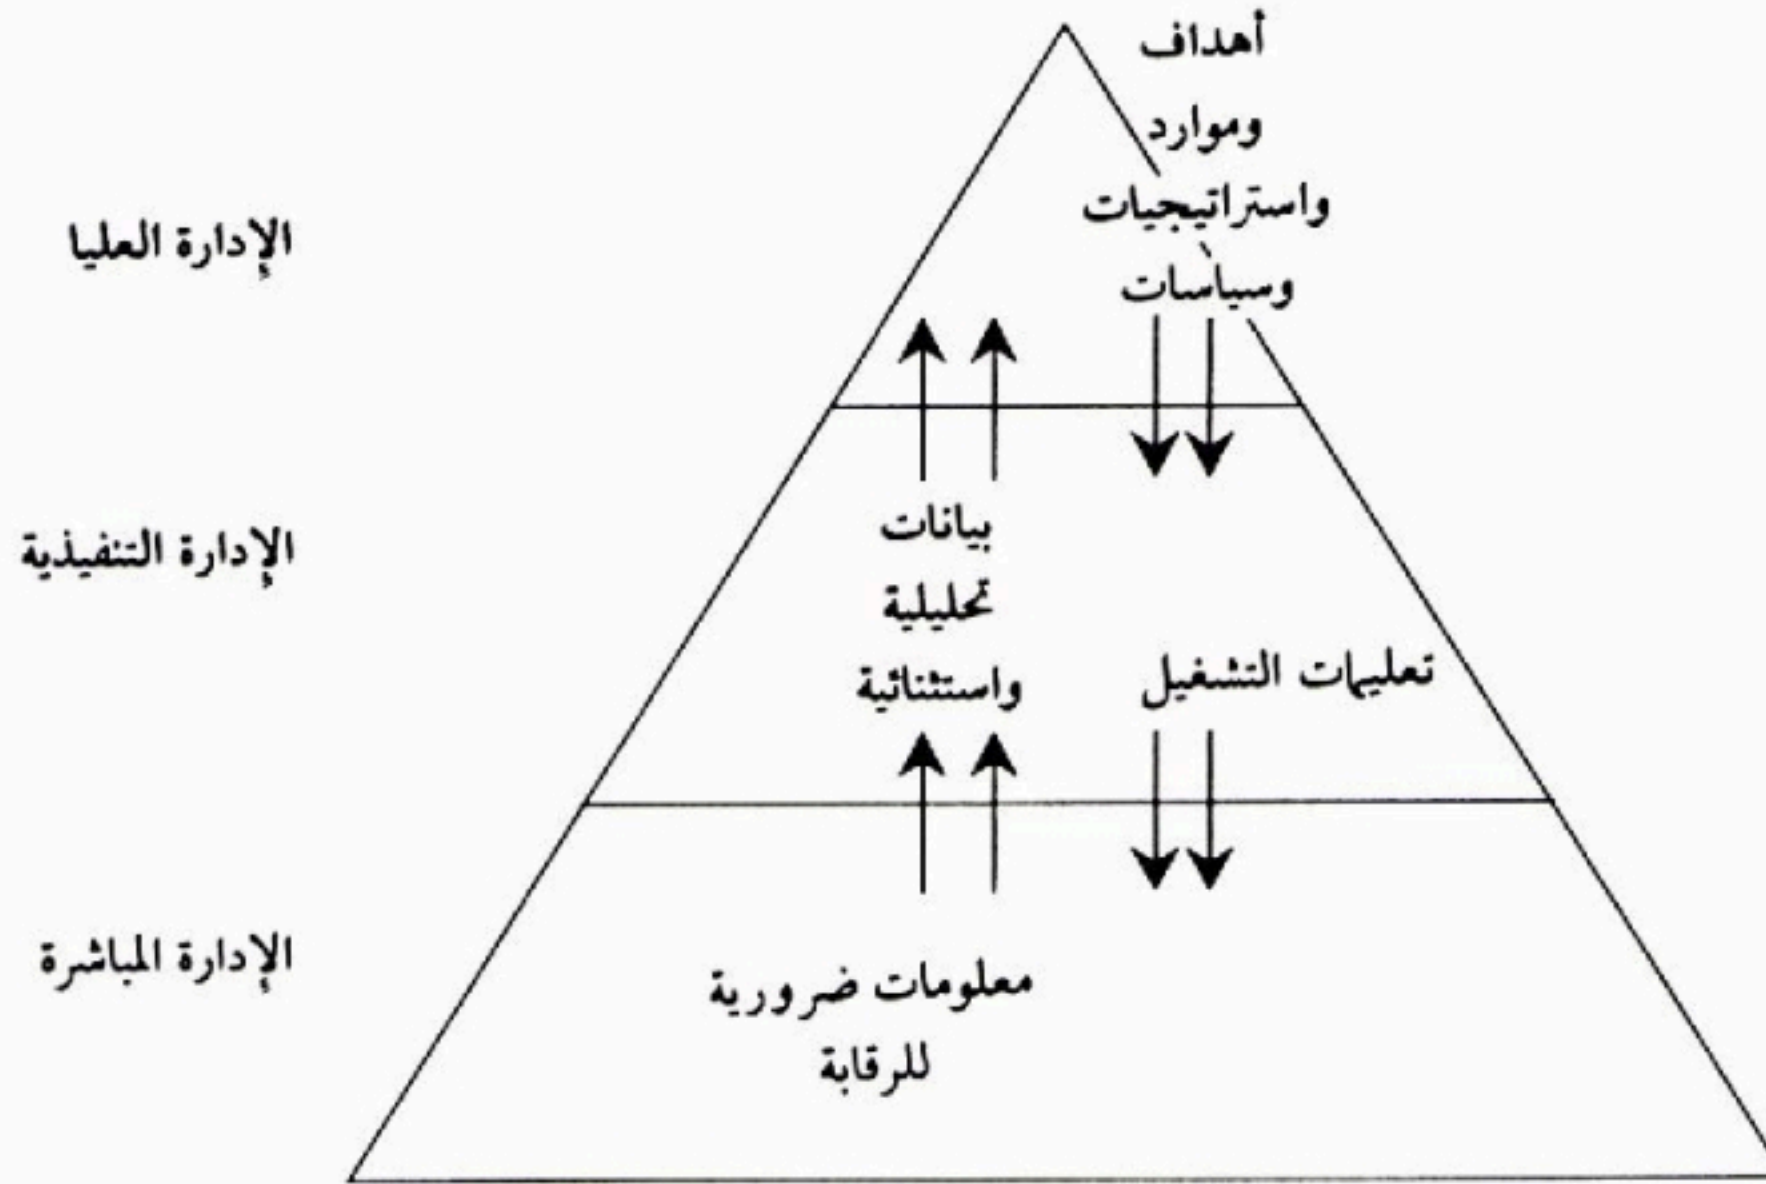 أهداف
وموارد
واستراتيجيات
وسياسات
الإدارة العليا
بيانات
تحليلية
واستثنائية
تعليمات التشغيل
الإدارة التنفيذية
معلومات ضرورية
للرقابة
الإدارة المباشرة